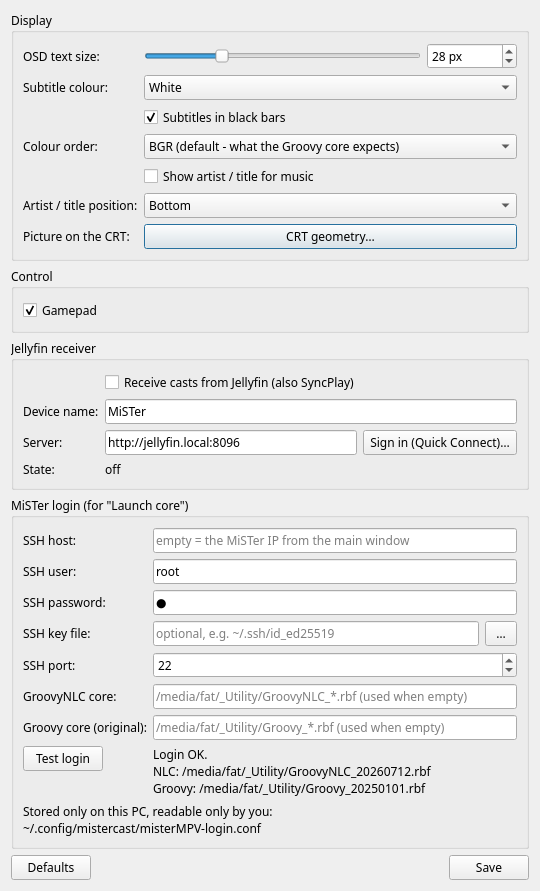 Display
OSD text size:
28 px
Subtitle colour:
White
Subtitles in black bars
Colour order:
BGR (default - what the Groovy core expects)
Show artist / title for music
Artist / title position:
Bottom
Picture on the CRT:
CRT geometry...
Control
Gamepad
Jellyfin receiver
Receive casts from Jellyfin (also SyncPlay)
Device name:
MiSTer
Server:
http://jellyfin.local:8096
Sign in (Quick Connect)...
State:
off
MiSTer login (for "Launch core")
SSH host:
empty = the MiSTer IP from the main window
SSH user:
root
SSH password:
●
SSH key file:
optional, e.g. ~/.ssh/id_ed25519
...
SSH port:
22
GroovyNLC core:
/media/fat/_Utility/GroovyNLC_*.rbf (used when empty)
Groovy core (original):
/media/fat/_Utility/Groovy_*.rbf (used when empty)
Test login
Login OK.
NLC: /media/fat/_Utility/GroovyNLC_20260712.rbf
Groovy: /media/fat/_Utility/Groovy_20250101.rbf
Stored only on this PC, readable only by you:
~/.config/mistercast/misterMPV-login.conf
Defaults
Save